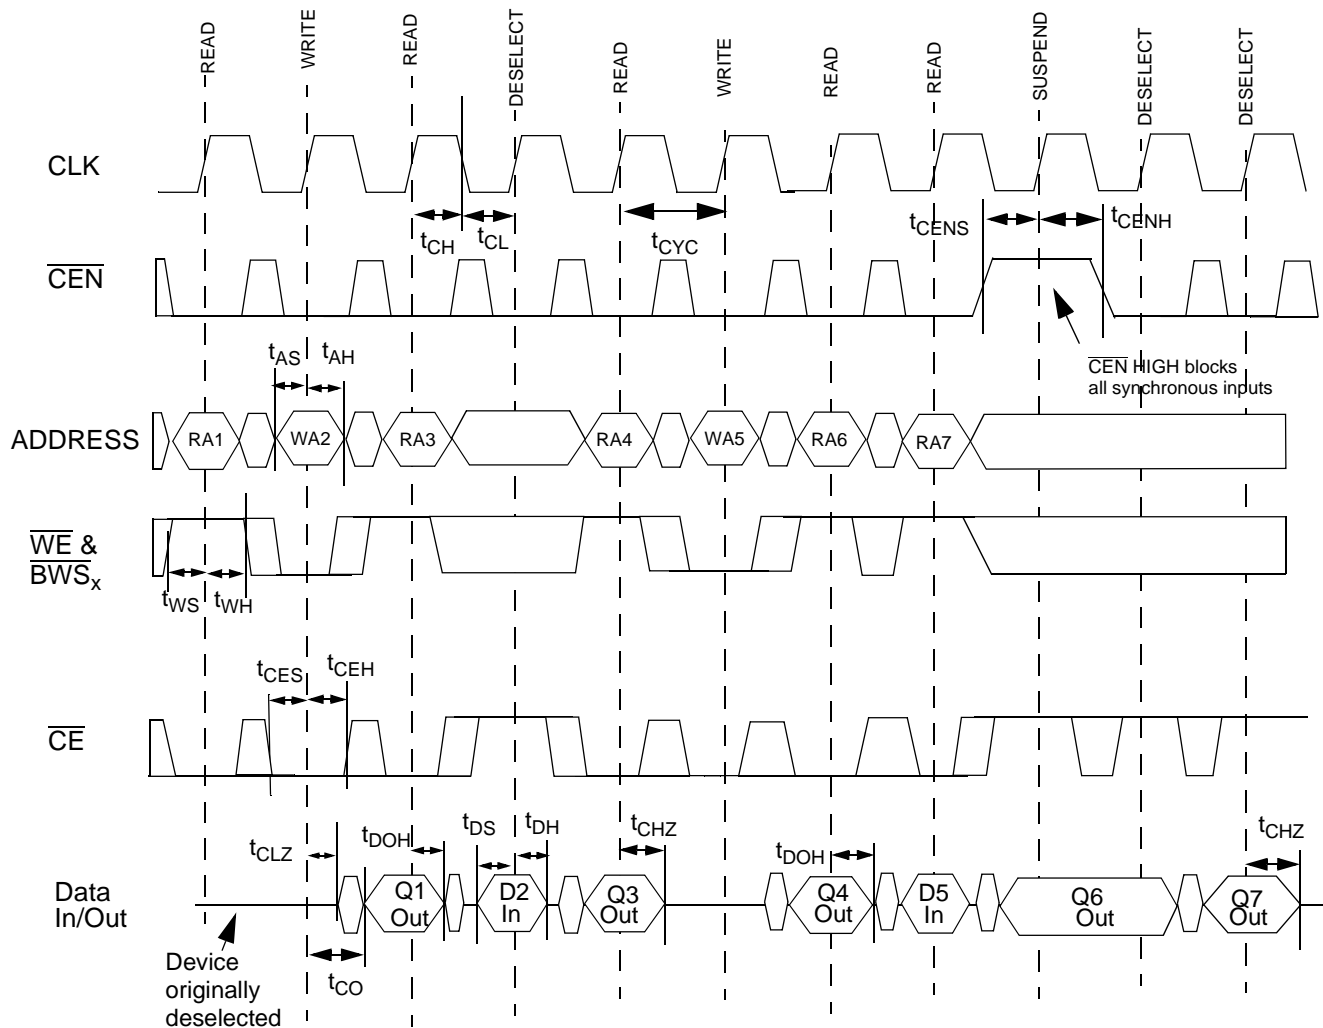 READ
WRITE
READ
DESELECT
READ
WRITE
READ
READ
SUSPEND
DESELECT
DESELECT
CLK
tCH
tCL
tCYC
tCENS
tCENH
CEN
CEN HIGH blocks
all synchronous inputs
tAS
tAH
ADDRESS
RA1
WA2
RA3
RA4
WA5
RA6
RA7
WE &
BWSx
tWS
tWH
tCES
tCEH
CE
tCLZ
tDOH
tDS
tDH
tCHZ
tDOH
tCHZ
Data
In/Out
Q1
Out
D2
In
Q3
Out
Q4
Out
D5
In
Q6
Out
Q7
Out
tCO
Device
originally
deselected